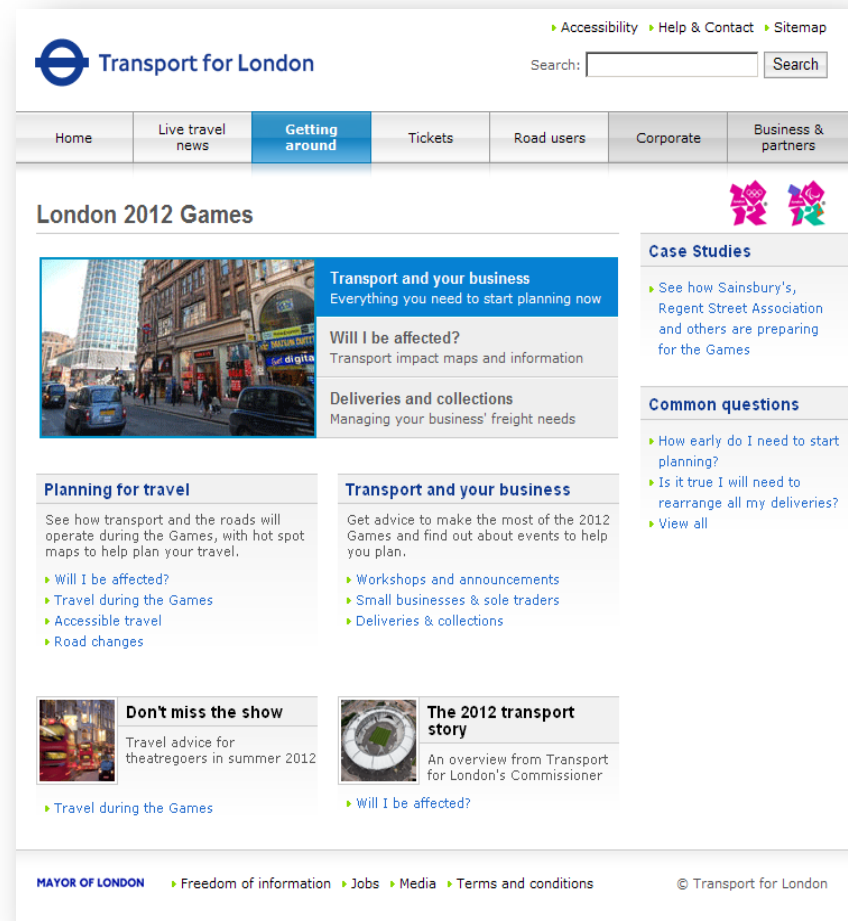 Accessibility Help & Contact Sitemap
Transport for London
Search: Search
Home
Live travel
news
Getting
around
Tickets
Road users
Corporate
Business &
partners
London 2012 Games
Transport and your business
Everything you need to start planning now
Will I be affected?
Transport impact maps and information
Deliveries and collections
Managing your business' freight needs
Case Studies
See how Sainsbury's,
Regent Street Association
and others are preparing
for the Games
Common questions
How early do I need to start
planning?
Is it true I will need to
rearrange all my deliveries?
View all
Planning for travel
See how transport and the roads will
operate during the Games, with hot spot
maps to help plan your travel.
Will I be affected?
Travel during the Games
Accessible travel
Road changes
Transport and your business
Get advice to make the most of the 2012
Games and find out about events to help
you plan.
Workshops and announcements
Small businesses & sole traders
Deliveries & collections
Don't miss the show
Travel advice for
theatregoers in summer 2012
Travel during the Games
The 2012 transport
story
An overview from Transport
for London's Commissioner
Will I be affected?
MAYOR OF LONDON Freedom of information Jobs Media Terms and conditions © Transport for London